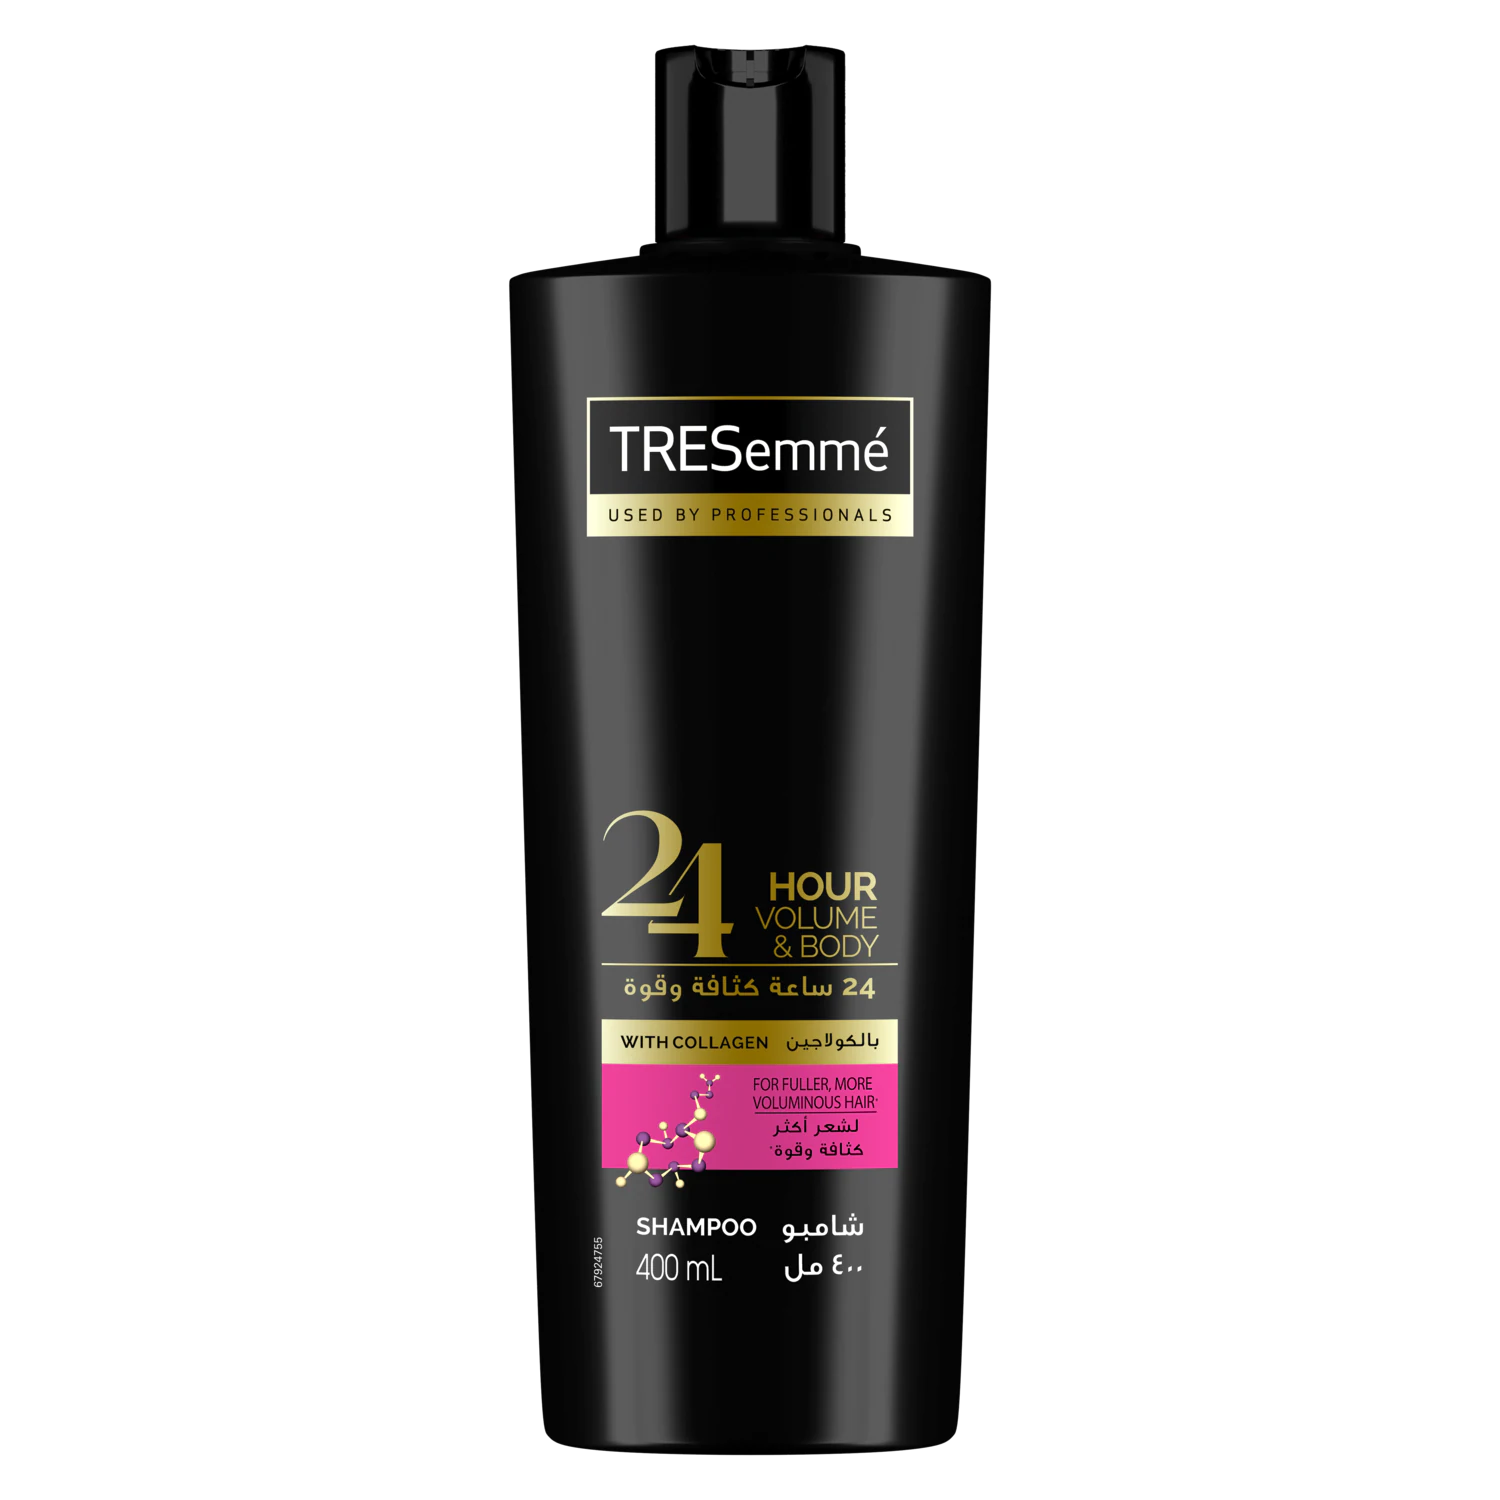 TRESemmé
USED BY PROFESSIONALS
24 HOUR
VOLUME
& BODY
24 ساعة كثافة وقوة
WITH COLLAGEN بالكولاجين
FOR FULLER, MORE
VOLUMINOUS HAIR*
لشعر أكثر
كثافة وقوة*
SHAMPOO شامبو
400 mL ٤٠٠ مل
67924755